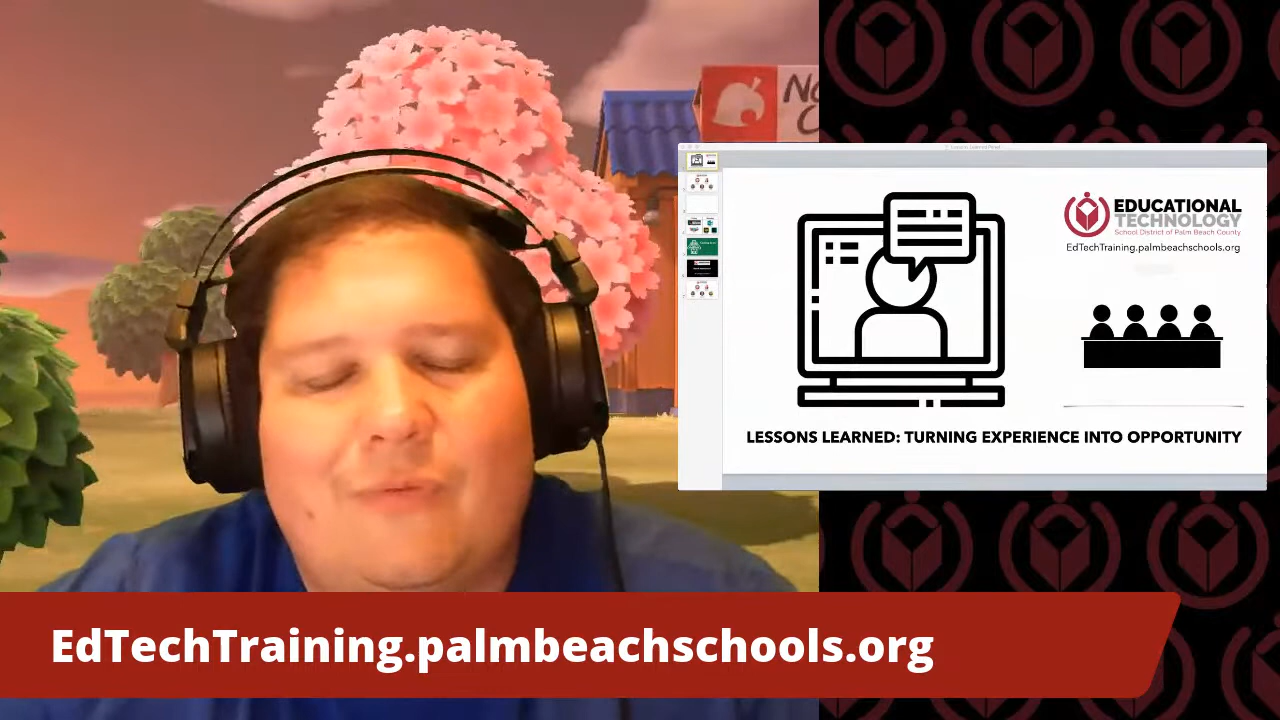 EDUCATIONAL
TECHNOLOGY
School District of Palm Beach County
EdTechTraining.palmbeachschools.org
LESSONS LEARNED: TURNING EXPERIENCE INTO OPPORTUNITY
EdTechTraining.palmbeachschools.org